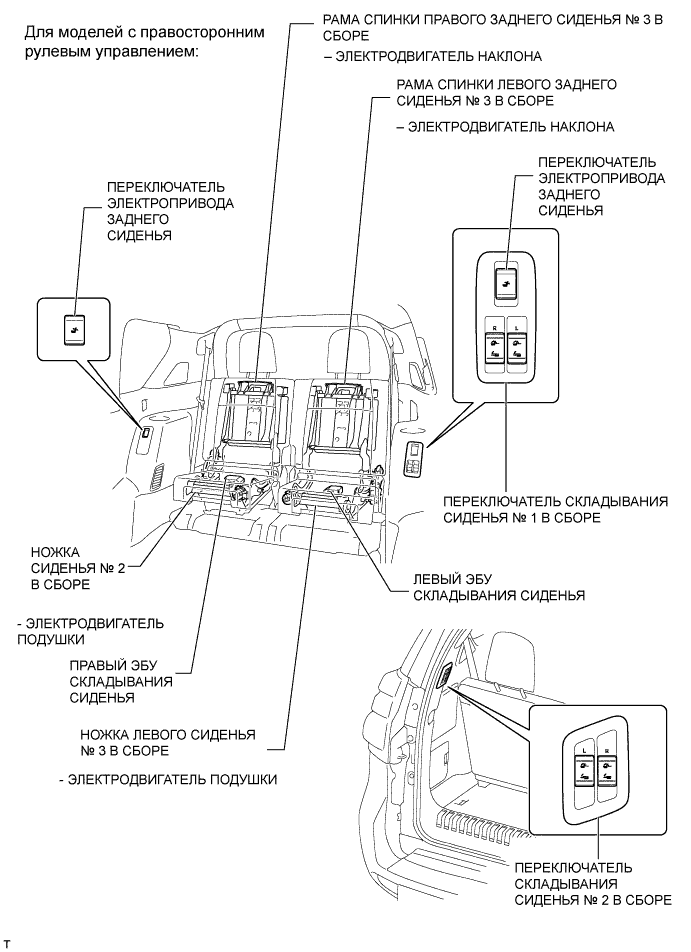 Для моделей с правосторонним
рулевым управлением:
РАМА СПИНКИ ПРАВОГО ЗАДНЕГО СИДЕНЬЯ № 3 В
СБОРЕ
– ЭЛЕКТРОДВИГАТЕЛЬ НАКЛОНА
РАМА СПИНКИ ЛЕВОГО ЗАДНЕГО
СИДЕНЬЯ № 3 В СБОРЕ
– ЭЛЕКТРОДВИГАТЕЛЬ НАКЛОНА
ПЕРЕКЛЮЧАТЕЛЬ
ЭЛЕКТРОПРИВОДА
ЗАДНЕГО
СИДЕНЬЯ
ПЕРЕКЛЮЧАТЕЛЬ
ЭЛЕКТРОПРИВОДА
ЗАДНЕГО
СИДЕНЬЯ
R L
ПЕРЕКЛЮЧАТЕЛЬ СКЛАДЫВАНИЯ
СИДЕНЬЯ № 1 В СБОРЕ
НОЖКА
СИДЕНЬЯ № 2
В СБОРЕ
- ЭЛЕКТРОДВИГАТЕЛЬ
ПОДУШКИ
ЛЕВЫЙ ЭБУ
СКЛАДЫВАНИЯ СИДЕНЬЯ
ПРАВЫЙ ЭБУ
СКЛАДЫВАНИЯ
СИДЕНЬЯ
НОЖКА ЛЕВОГО СИДЕНЬЯ
№ 3 В СБОРЕ
- ЭЛЕКТРОДВИГАТЕЛЬ ПОДУШКИ
L R
ПЕРЕКЛЮЧАТЕЛЬ
СКЛАДЫВАНИЯ
СИДЕНЬЯ № 2 В СБОРЕ
T